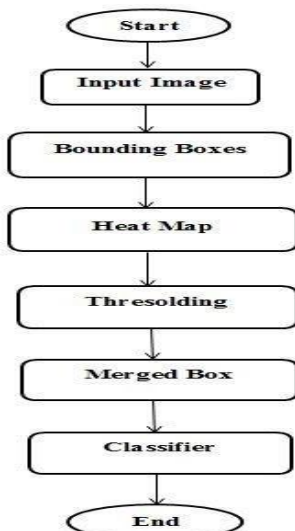 Start
Input Image
Bounding Boxes
Heat Map
Thresolding
Merged Box
Classifier
End